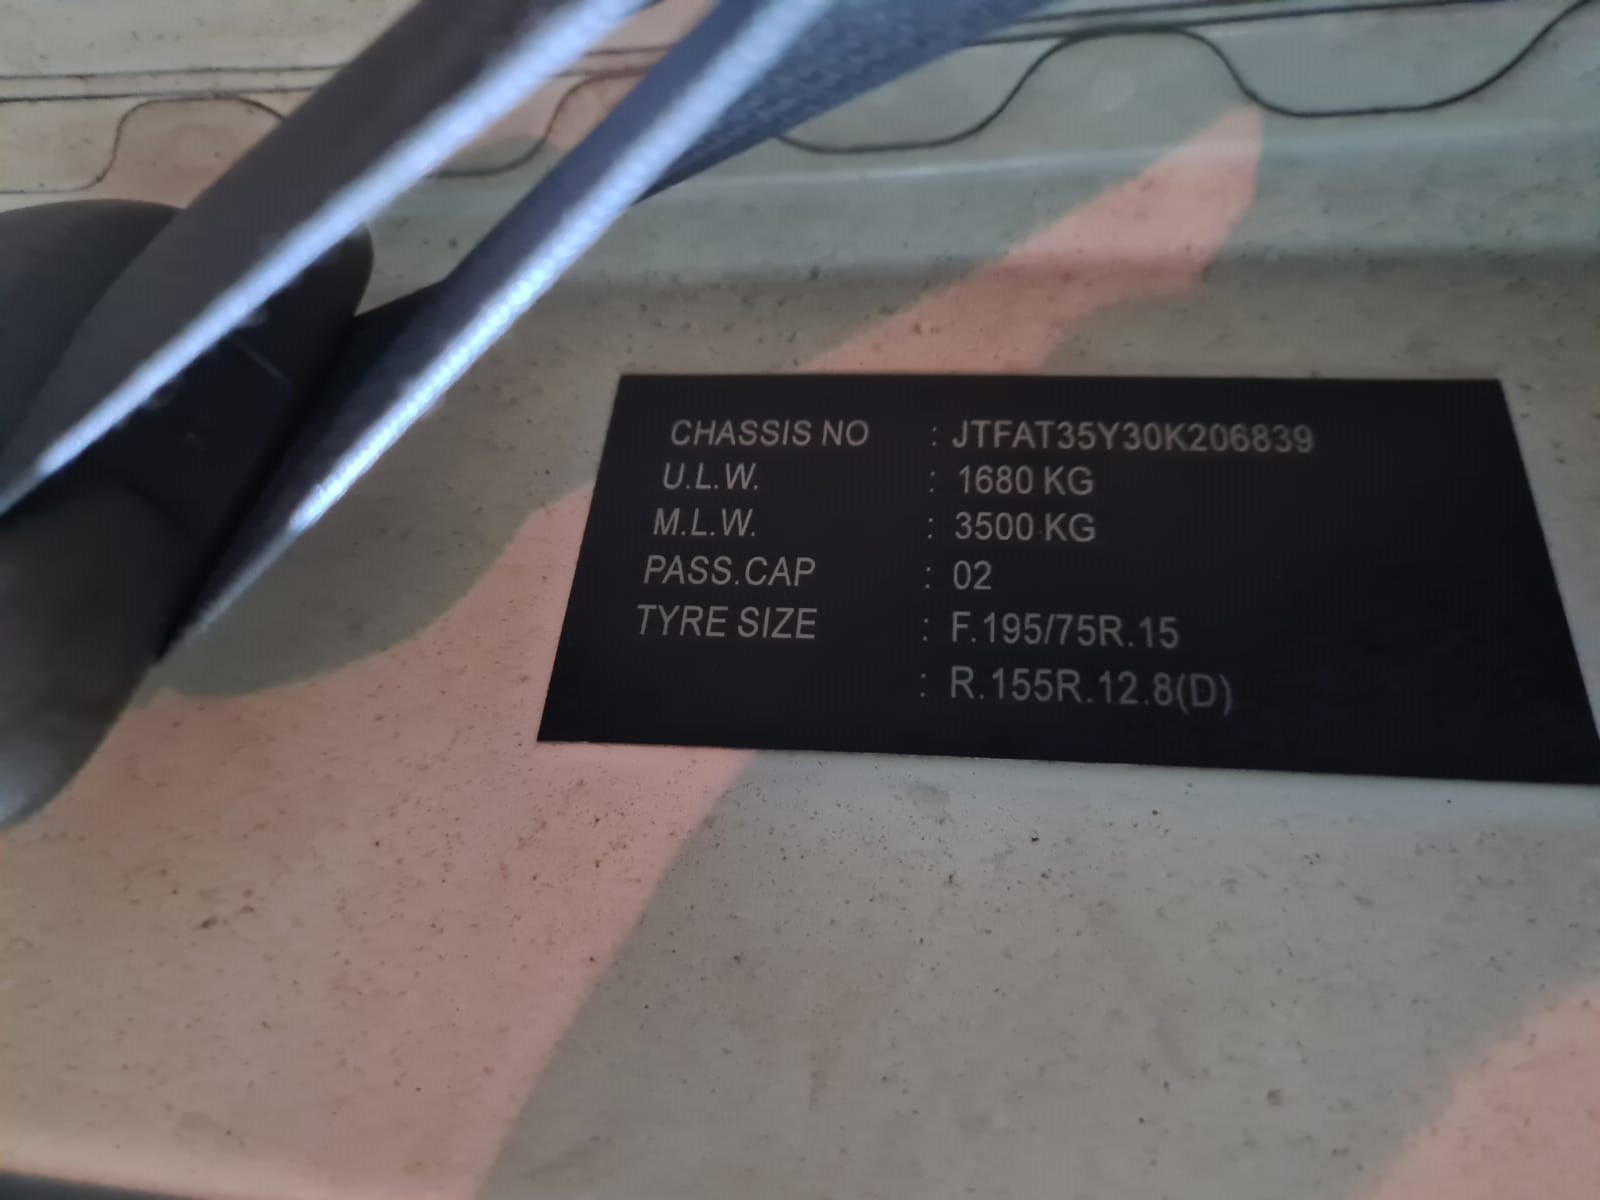 CHASSIS NO : JTFAT35Y30K206839
U.L.W. : 1680 KG
M.L.W. : 3500 KG
PASS.CAP : 02
TYRE SIZE : F.195/75R.15
: R.155R.12.8(D)